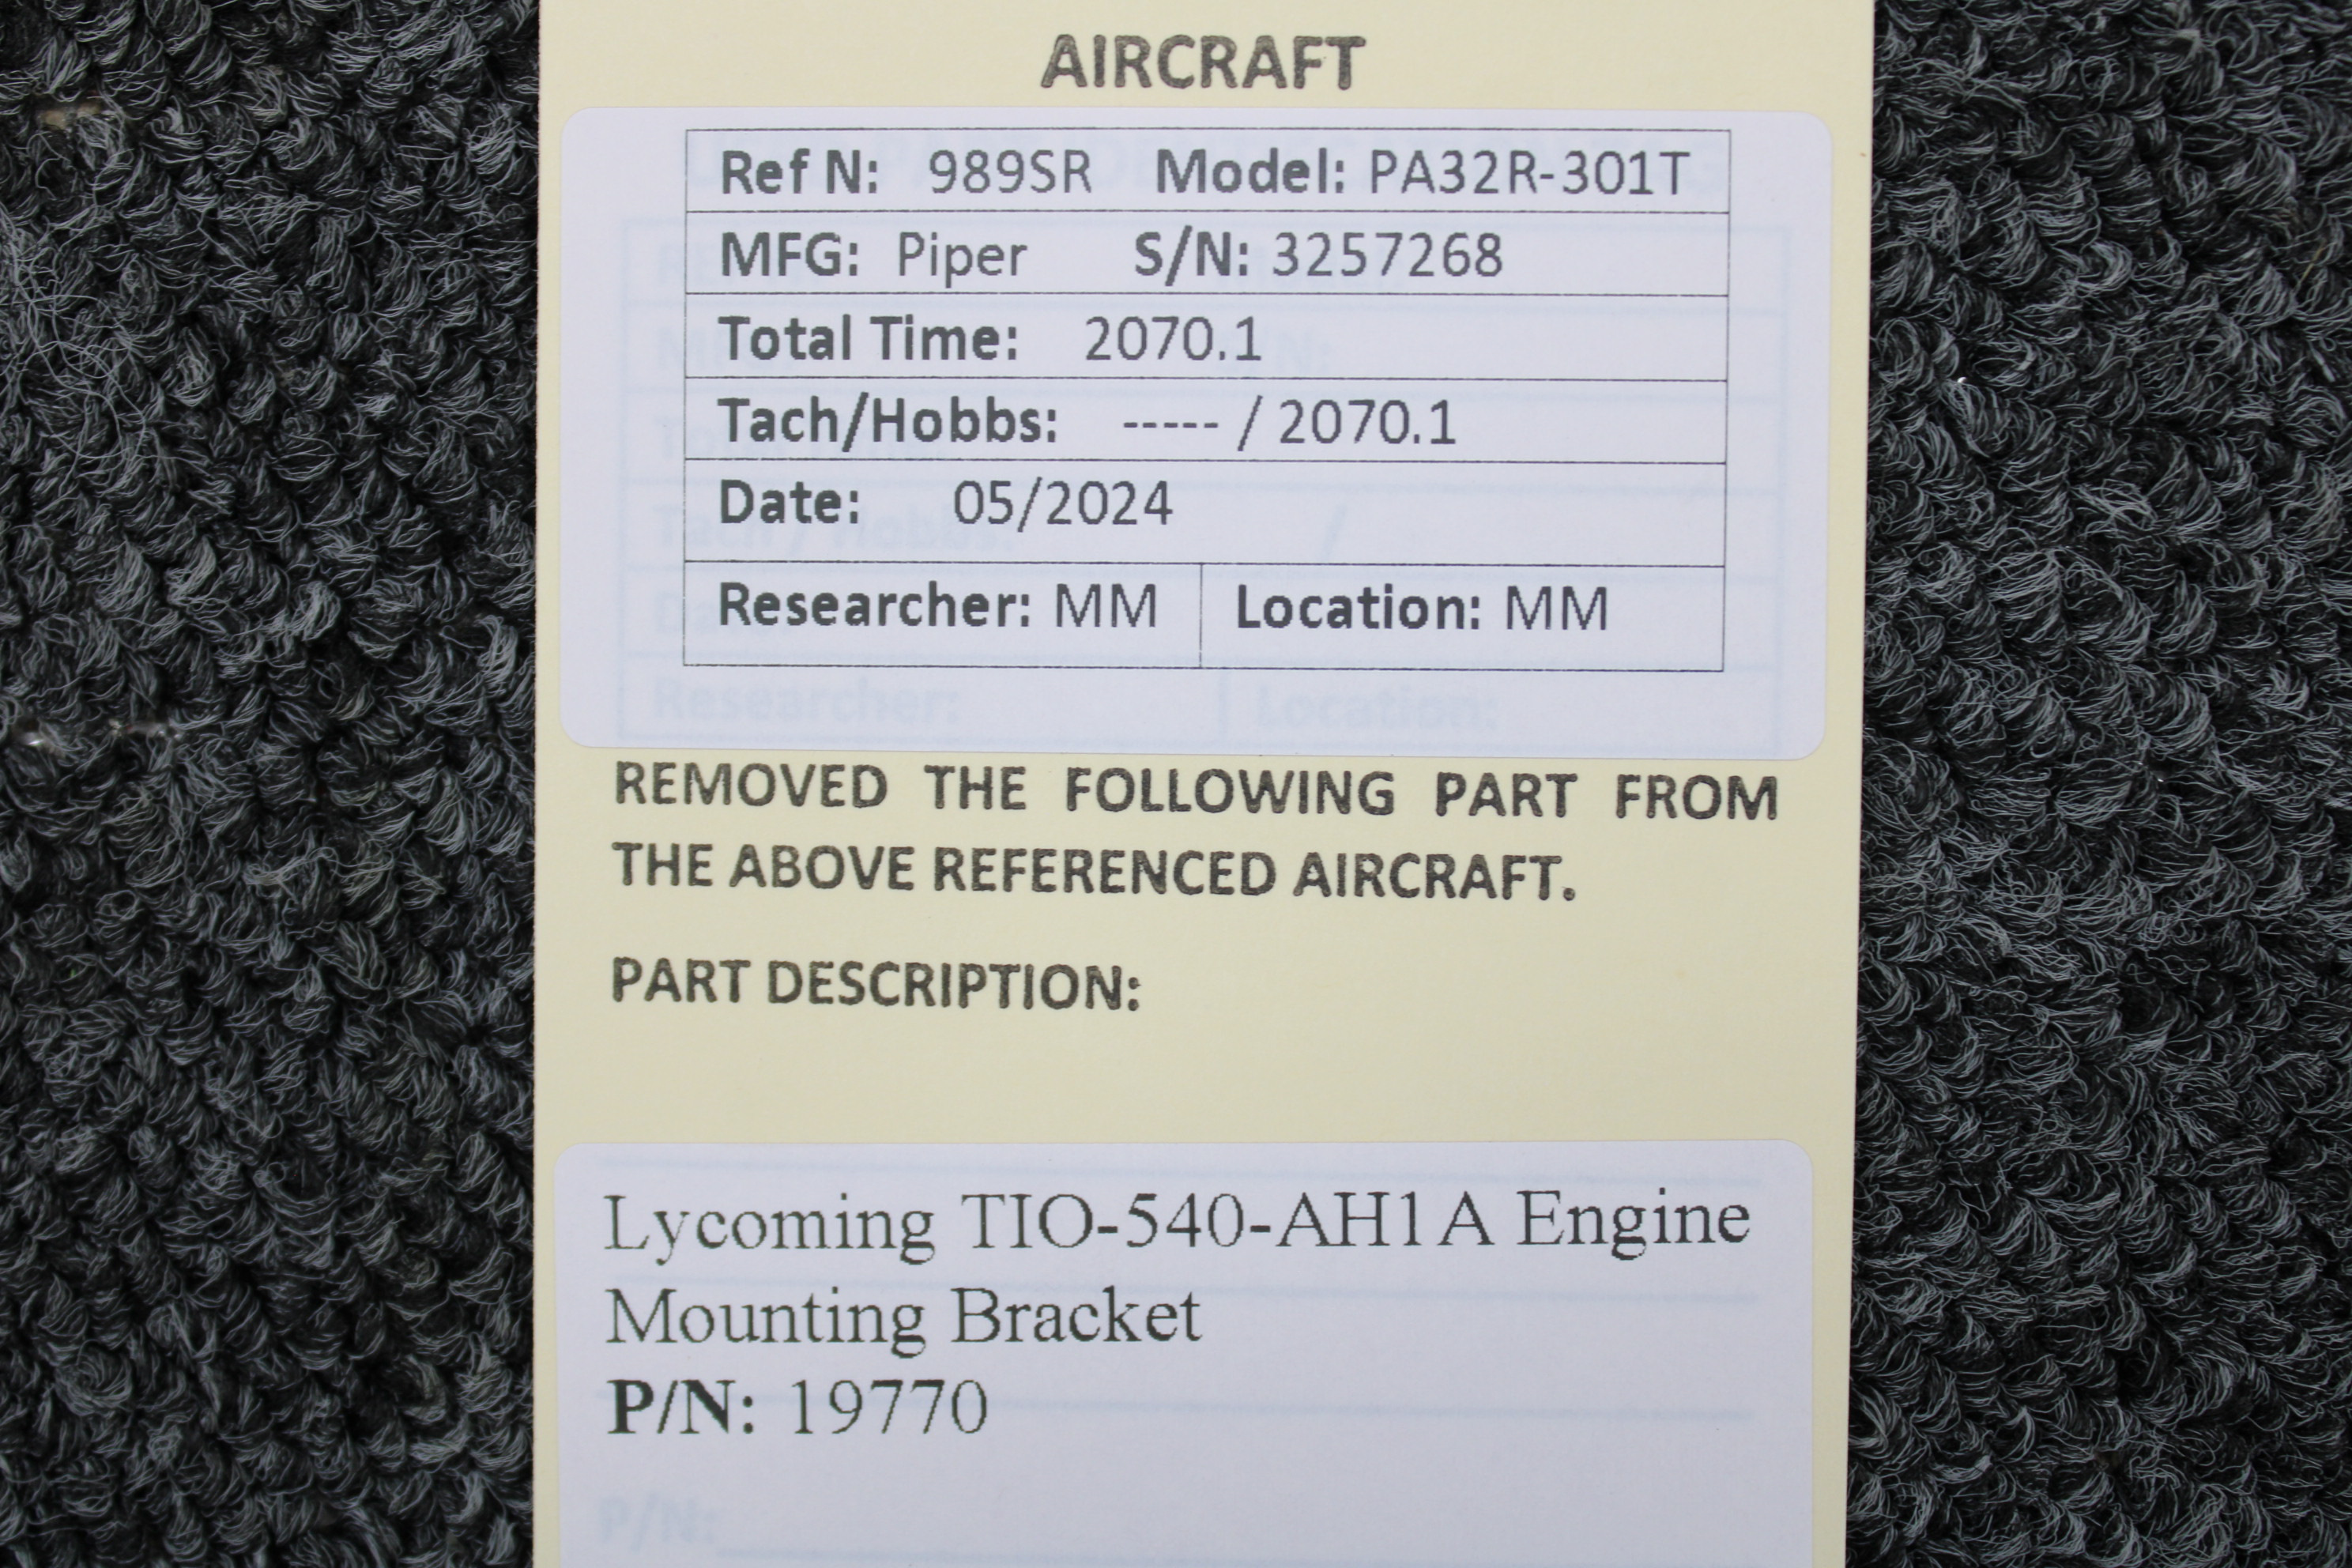 AIRCRAFT
Ref N: 989SR Model: PA32R-301T
MFG: Piper S/N: 3257268
Total Time: 2070.1
Tach/Hobbs: ----- / 2070.1
Date: 05/2024
Researcher: MM Location: MM
Researcher: Location:
REMOVED THE FOLLOWING PART FROM
THE ABOVE REFERENCED AIRCRAFT.
PART DESCRIPTION:
Lycoming TIO-540-AH1A Engine
Mounting Bracket
P/N: 19770
P/N: